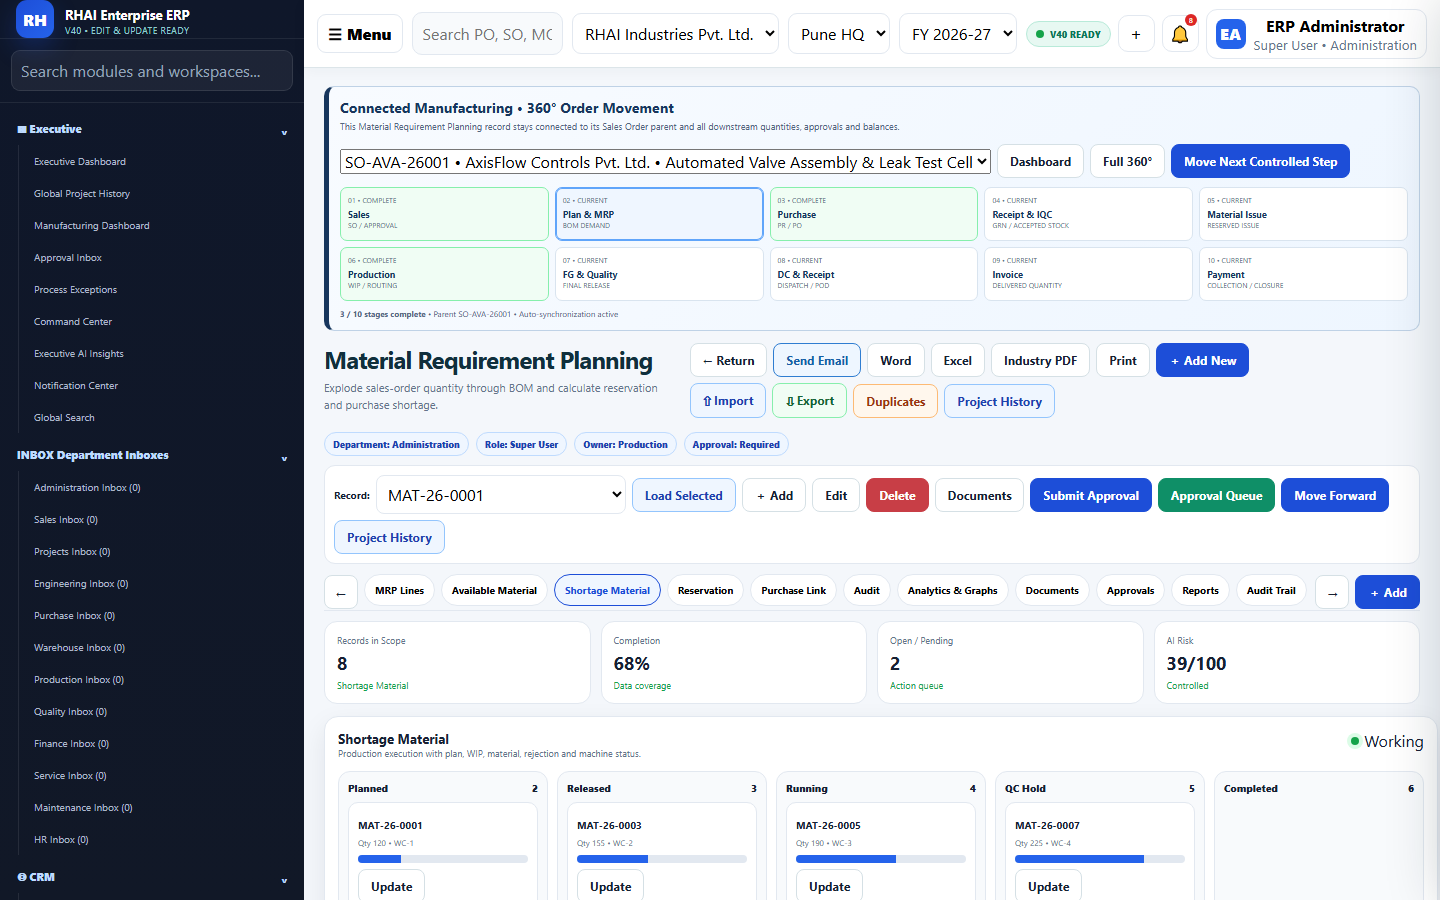 RH
RHAI Enterprise ERP
V40 • EDIT & UPDATE READY
Search modules and workspaces...
Executive
Executive Dashboard
Global Project History
Manufacturing Dashboard
Approval Inbox
Process Exceptions
Command Center
Executive AI Insights
Notification Center
Global Search
INBOX Department Inboxes
Administration Inbox (0)
Sales Inbox (0)
Projects Inbox (0)
Engineering Inbox (0)
Purchase Inbox (0)
Warehouse Inbox (0)
Production Inbox (0)
Quality Inbox (0)
Finance Inbox (0)
Service Inbox (0)
Maintenance Inbox (0)
HR Inbox (0)
CRM
☰ Menu
Search PO, SO, MC
RHAI Industries Pvt. Ltd.
Pune HQ
FY 2026-27
V40 READY
+
8
EA
ERP Administrator
Super User • Administration
Connected Manufacturing • 360° Order Movement
This Material Requirement Planning record stays connected to its Sales Order parent and all downstream quantities, approvals and balances.
SO-AVA-26001 • AxisFlow Controls Pvt. Ltd. • Automated Valve Assembly & Leak Test Cell
Dashboard
Full 360°
Move Next Controlled Step
01 • COMPLETE
Sales
SO / APPROVAL
02 • CURRENT
Plan & MRP
BOM DEMAND
03 • COMPLETE
Purchase
PR / PO
04 • CURRENT
Receipt & IQC
GRN / ACCEPTED STOCK
05 • CURRENT
Material Issue
RESERVED ISSUE
06 • COMPLETE
Production
WIP / ROUTING
07 • CURRENT
FG & Quality
FINAL RELEASE
08 • CURRENT
DC & Receipt
DISPATCH / POD
09 • CURRENT
Invoice
DELIVERED QUANTITY
10 • CURRENT
Payment
COLLECTION / CLOSURE
3 / 10 stages complete • Parent SO-AVA-26001 • Auto-synchronization active
Material Requirement Planning
Explode sales-order quantity through BOM and calculate reservation
and purchase shortage.
← Return
Send Email
Word
Excel
Industry PDF
Print
+ Add New
⇧ Import
⇩ Export
Duplicates
Project History
Department: Administration
Role: Super User
Owner: Production
Approval: Required
Record:
MAT-26-0001
Load Selected
+ Add
Edit
Delete
Documents
Submit Approval
Approval Queue
Move Forward
Project History
←
MRP Lines
Available Material
Shortage Material
Reservation
Purchase Link
Audit
Analytics & Graphs
Documents
Approvals
Reports
Audit Trail
→
+ Add
Records in Scope
8
Shortage Material
Completion
68%
Data coverage
Open / Pending
2
Action queue
AI Risk
39/100
Controlled
Shortage Material
Production execution with plan, WIP, material, rejection and machine status.
Working
Planned 2
MAT-26-0001
Qty 120 • WC-1
Update
Released 3
MAT-26-0003
Qty 155 • WC-2
Update
Running 4
MAT-26-0005
Qty 190 • WC-3
Update
QC Hold 5
MAT-26-0007
Qty 225 • WC-4
Update
Completed 6